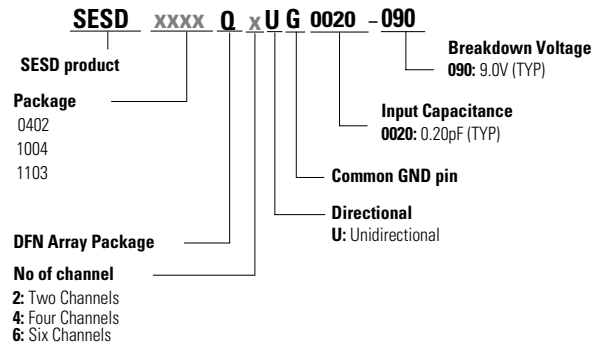 SESD xxxx Q x U G 0020 - 090
Breakdown Voltage
090: 9.0V (TYP)
SESD product
Package
0402
1004
1103
Input Capacitance
0020: 0.20pF (TYP)
Common GND pin
Directional
U: Unidirectional
DFN Array Package
No of channel
2: Two Channels
4: Four Channels
6: Six Channels